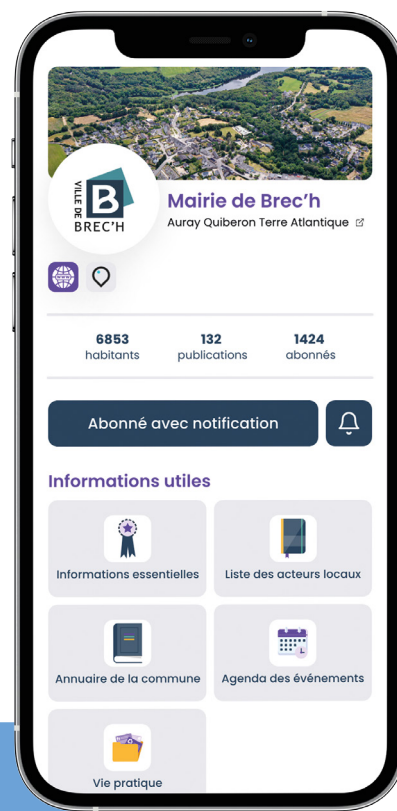 VILLE DE
BREC'H
Mairie de Brec'h
Auray Quiberon Terre Atlantique
6853
habitants
132
publications
1424
abonnés
Abonné avec notification
Informations utiles
Informations essentielles
Liste des acteurs locaux
Annuaire de la commune
Agenda des événements
Vie pratique